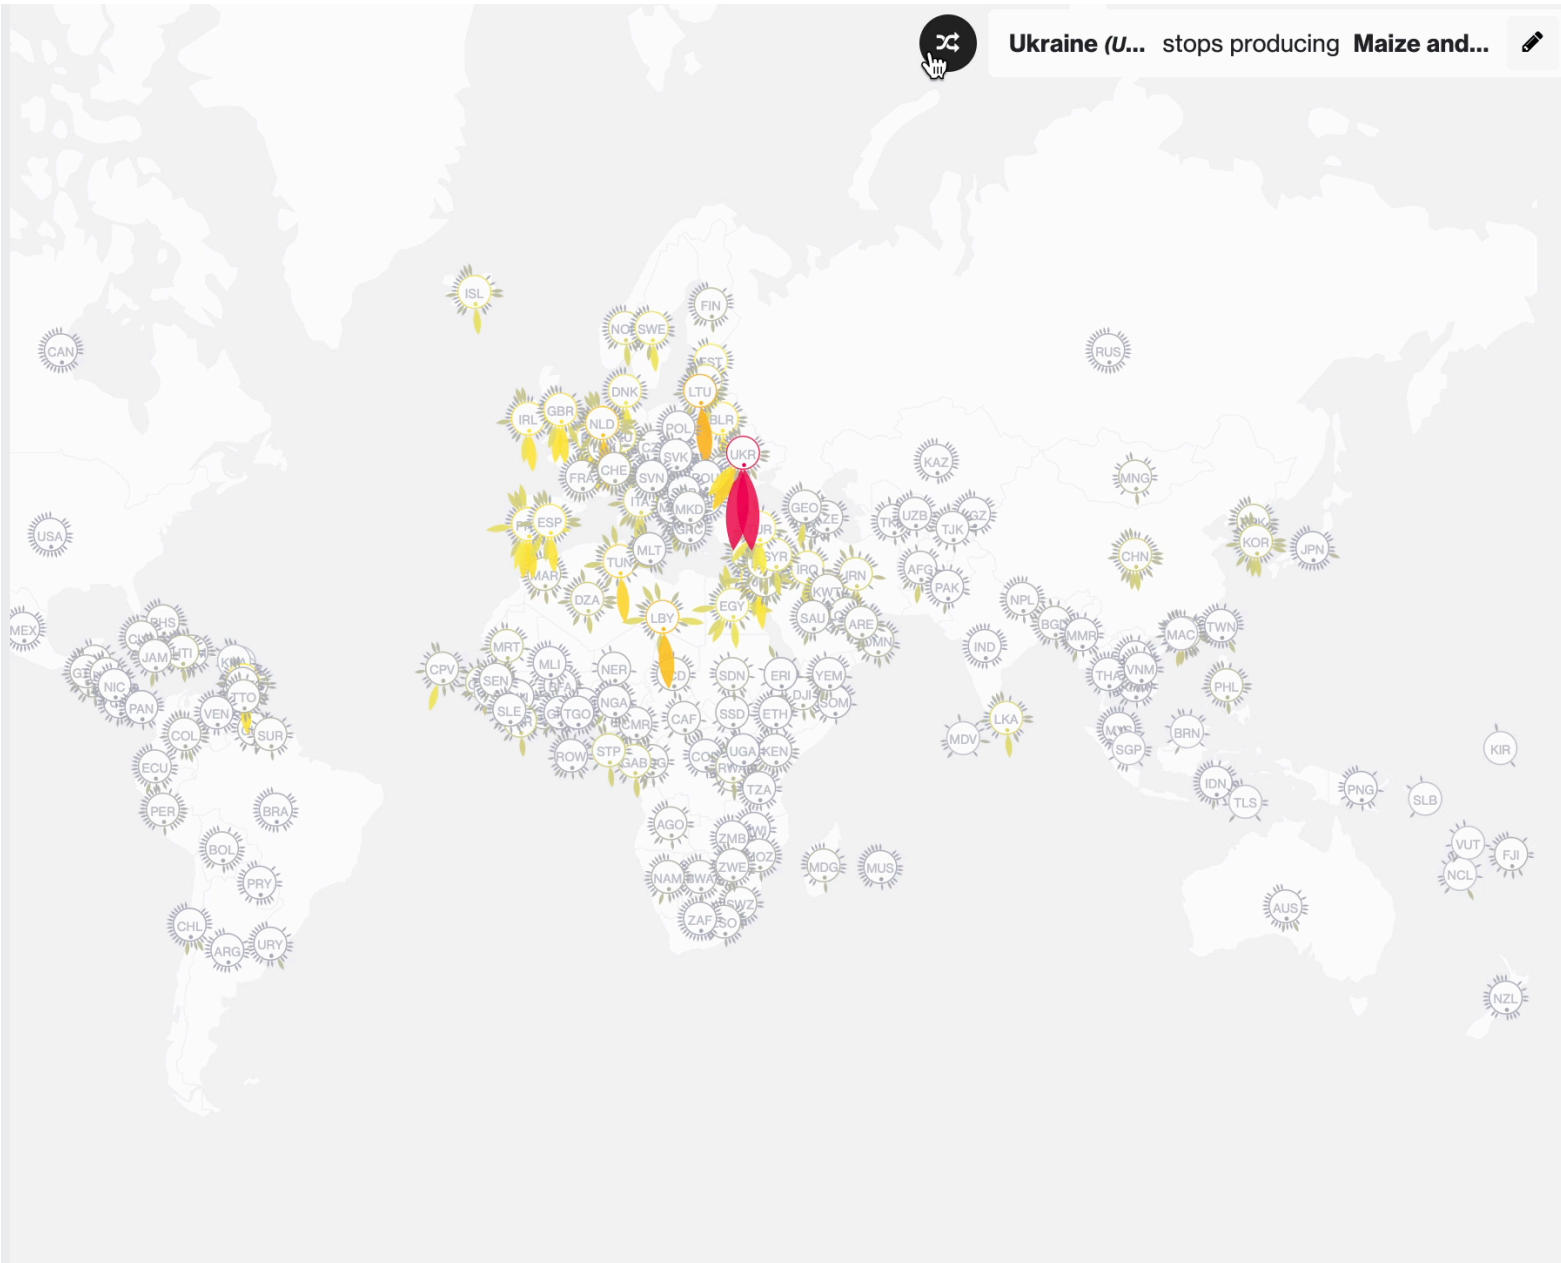 Ukraine (U... stops producing Maize and...
ISL
FIN
SWE
CAN
RUS
DNK
LTU
IRL
GBR
NLD
POL
BLR
UKR
SVK
KAZ
CHE
FRA
SVN
MNG
ITA
MKD
GEO
UZB
TJK
ESP
USA
KOR
JPN
CHN
MLT
TUN
SYR
IRQ
IRN
MAR
AFG
PAK
DZA
KWT
NPL
EGY
LBY
SAU
ARE
MEX
BHS
MMR
MAC
TWN
JAM
MRT
IND
CPV
MLI
NER
SDN
ERI
YEM
VNM
THA
SEN
NIC
PHL
TTO
PAN
VEN
SLE
TGO
NGA
CMR
CAF
SSD
ETH
SOM
LKA
COL
SUR
MDV
BRN
SGP
KIR
ROW
STP
GAB
UGA
KEN
ECU
RWA
TZA
IDN
TLS
PNG
SLB
PER
BRA
AGO
ZMB
BOL
VUT
FJI
NAM
ZWE
MDG
MUS
NCL
PRY
SWZ
AUS
CHL
ZAF
ARG
URY
NZL